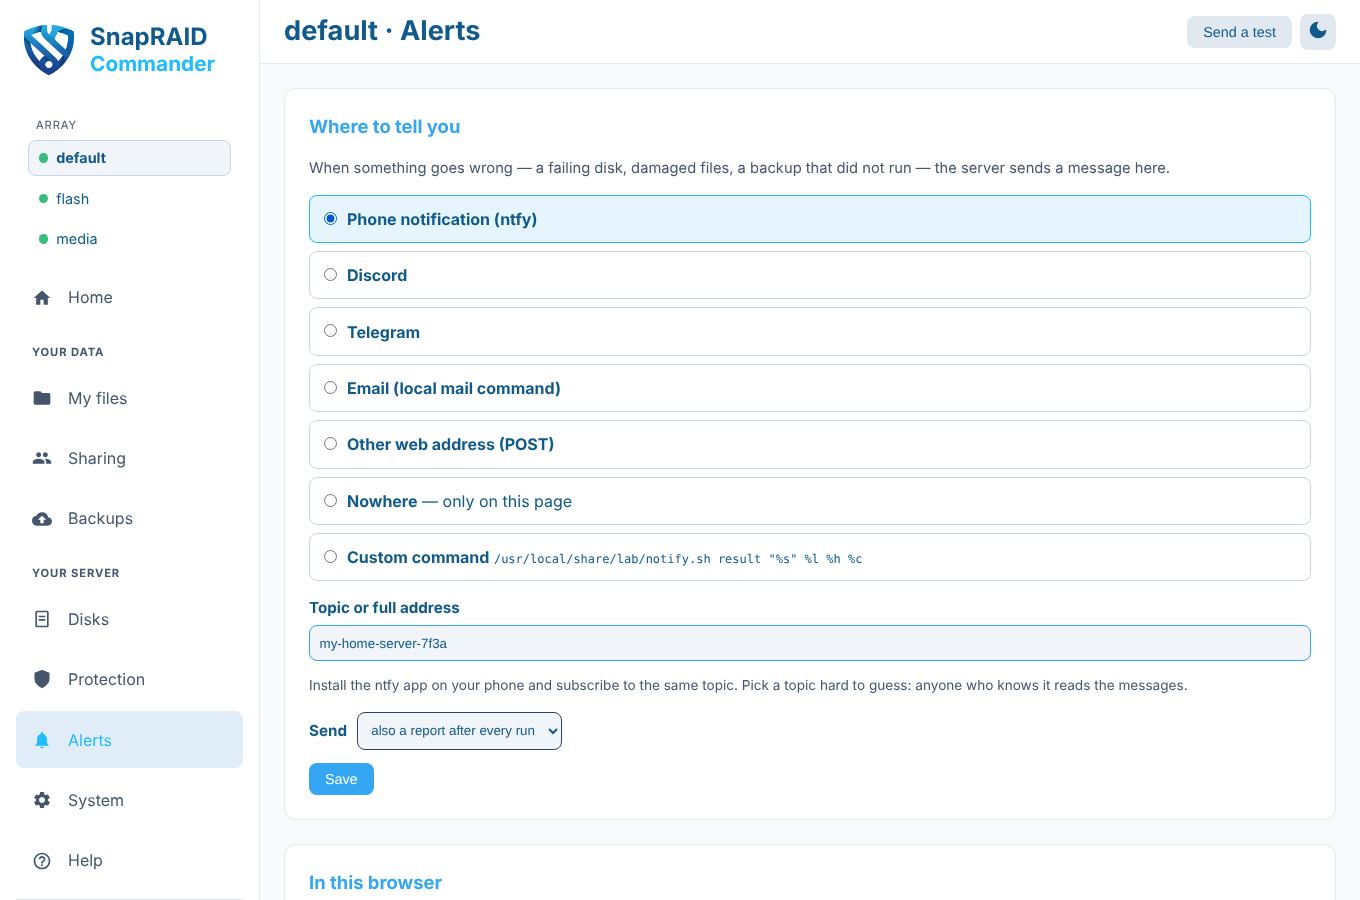 SnapRAID
Commander
ARRAY
default
flash
media
Home
YOUR DATA
My files
Sharing
Backups
YOUR SERVER
Disks
Protection
Alerts
System
Help
default · Alerts
Send a test
Where to tell you
When something goes wrong — a failing disk, damaged files, a backup that did not run — the server sends a message here.
Phone notification (ntfy)
Discord
Telegram
Email (local mail command)
Other web address (POST)
Nowhere — only on this page
Custom command /usr/local/share/lab/notify.sh result "%s" %l %h %c
Topic or full address
my-home-server-7f3a
Install the ntfy app on your phone and subscribe to the same topic. Pick a topic hard to guess: anyone who knows it reads the messages.
Send also a report after every run
Save
In this browser